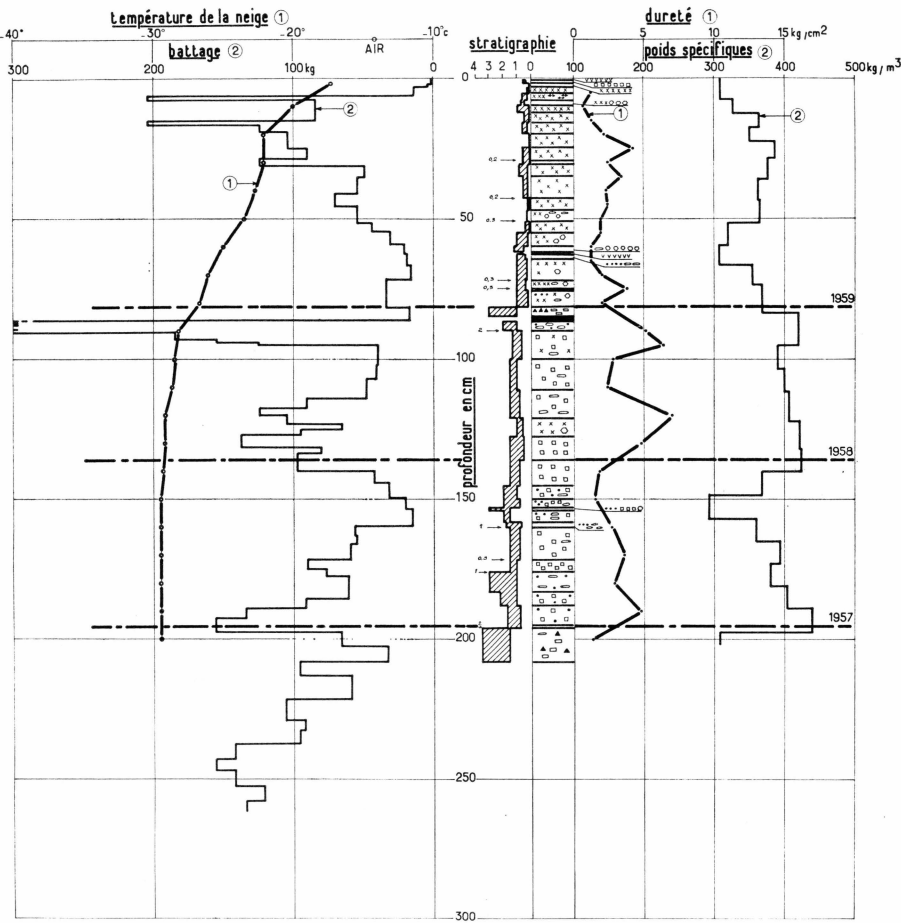 température de la neige ①
dureté ①
-40° -30° -20° -10°c
AIR
stratigraphie
0 5 10 15 kg/cm2
battage ②
4 3 2 1 0
poids spécifiques ②
300 200 100 kg 0
100 200 300 400 500 kg / m3
0
②
①
①
②
0,2
0,2
50
0,5
0,5
0,5
1959
2
100
profondeur en cm
1958
150
1
0,5
1
1957
200
250
300